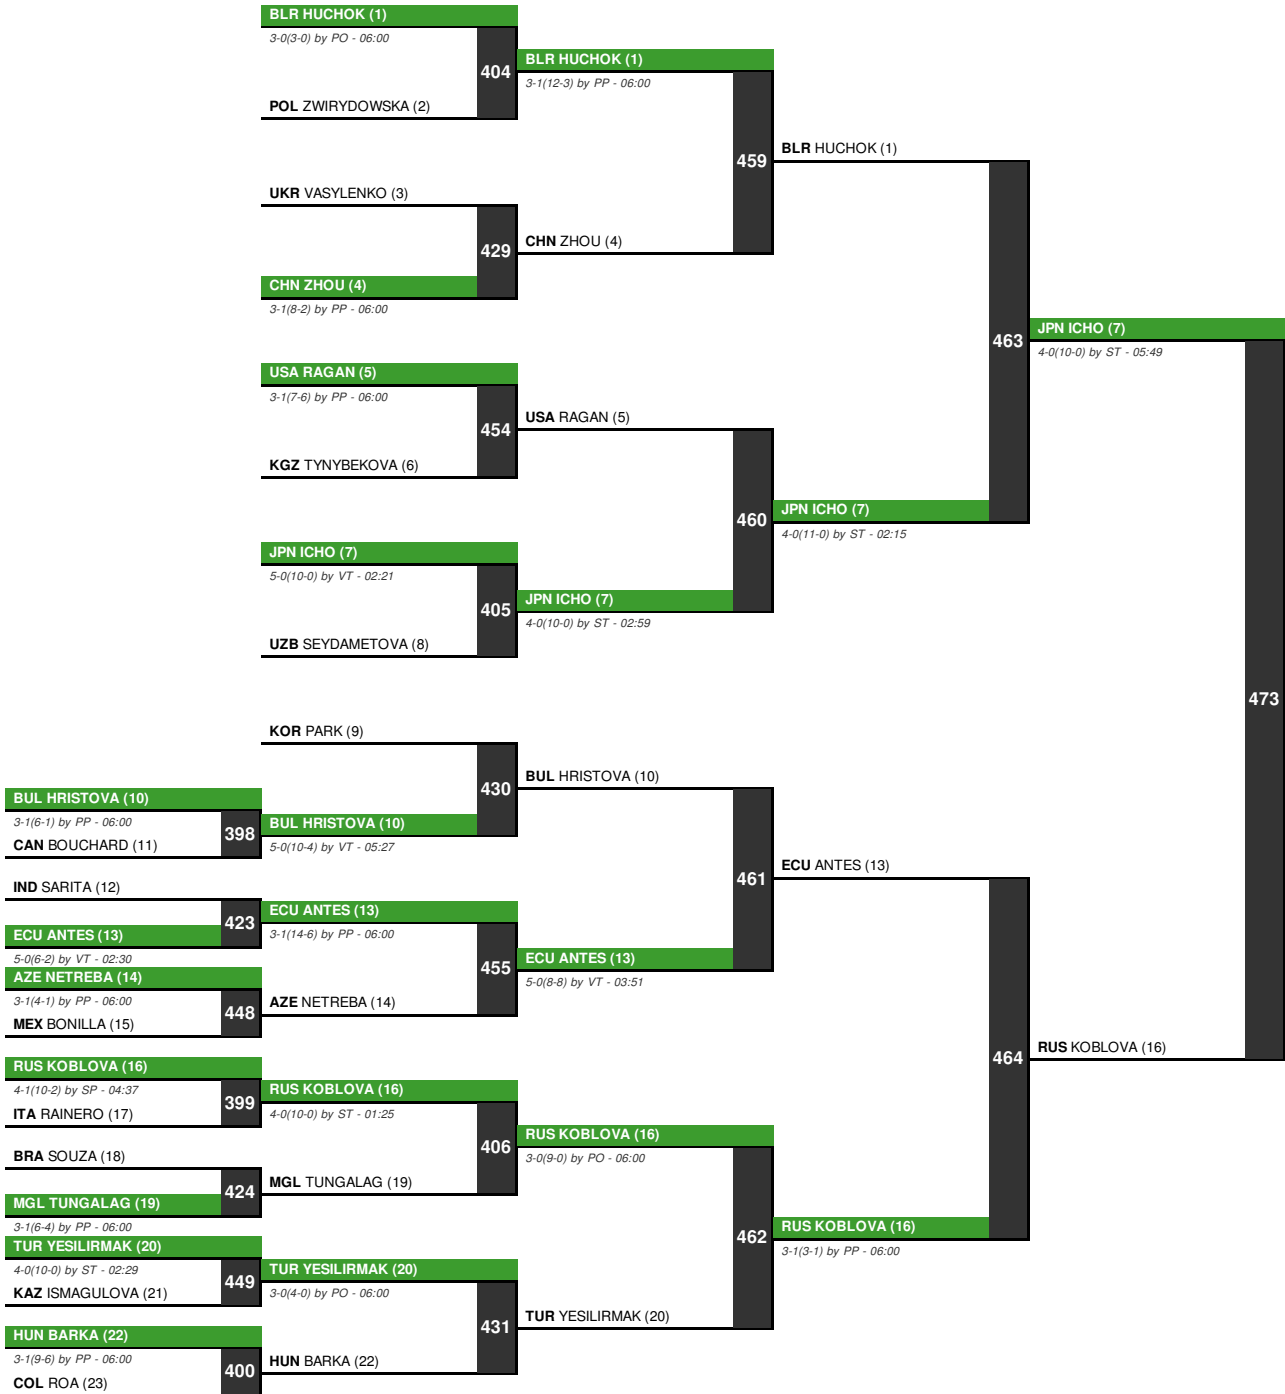 BLR HUCHOK (1)
3-0(3-0) by PO - 06:00
404
POL ZWIRYDOWSKA (2)
BLR HUCHOK (1)
3-1(12-3) by PP - 06:00
459
BLR HUCHOK (1)
UKR VASYLENKO (3)
429
CHN ZHOU (4)
CHN ZHOU (4)
3-1(8-2) by PP - 06:00
463
JPN ICHO (7)
4-0(10-0) by ST - 05:49
USA RAGAN (5)
3-1(7-6) by PP - 06:00
454
USA RAGAN (5)
KGZ TYNYBEKOVA (6)
460
JPN ICHO (7)
4-0(11-0) by ST - 02:15
JPN ICHO (7)
5-0(10-0) by VT - 02:21
405
JPN ICHO (7)
4-0(10-0) by ST - 02:59
UZB SEYDAMETOVA (8)
473
KOR PARK (9)
430
BUL HRISTOVA (10)
BUL HRISTOVA (10)
3-1(6-1) by PP - 06:00
398
CAN BOUCHARD (11)
BUL HRISTOVA (10)
5-0(10-4) by VT - 05:27
461
ECU ANTES (13)
IND SARITA (12)
423
ECU ANTES (13)
5-0(6-2) by VT - 02:30
ECU ANTES (13)
3-1(14-6) by PP - 06:00
455
ECU ANTES (13)
5-0(8-8) by VT - 03:51
AZE NETREBA (14)
3-1(4-1) by PP - 06:00
448
MEX BONILLA (15)
AZE NETREBA (14)
464
RUS KOBLOVA (16)
RUS KOBLOVA (16)
4-1(10-2) by SP - 04:37
399
ITA RAINERO (17)
RUS KOBLOVA (16)
4-0(10-0) by ST - 01:25
406
RUS KOBLOVA (16)
3-0(9-0) by PO - 06:00
BRA SOUZA (18)
424
MGL TUNGALAG (19)
3-1(6-4) by PP - 06:00
MGL TUNGALAG (19)
462
RUS KOBLOVA (16)
3-1(3-1) by PP - 06:00
TUR YESILIRMAK (20)
4-0(10-0) by ST - 02:29
449
KAZ ISMAGULOVA (21)
TUR YESILIRMAK (20)
3-0(4-0) by PO - 06:00
431
TUR YESILIRMAK (20)
HUN BARKA (22)
3-1(9-6) by PP - 06:00
400
COL ROA (23)
HUN BARKA (22)